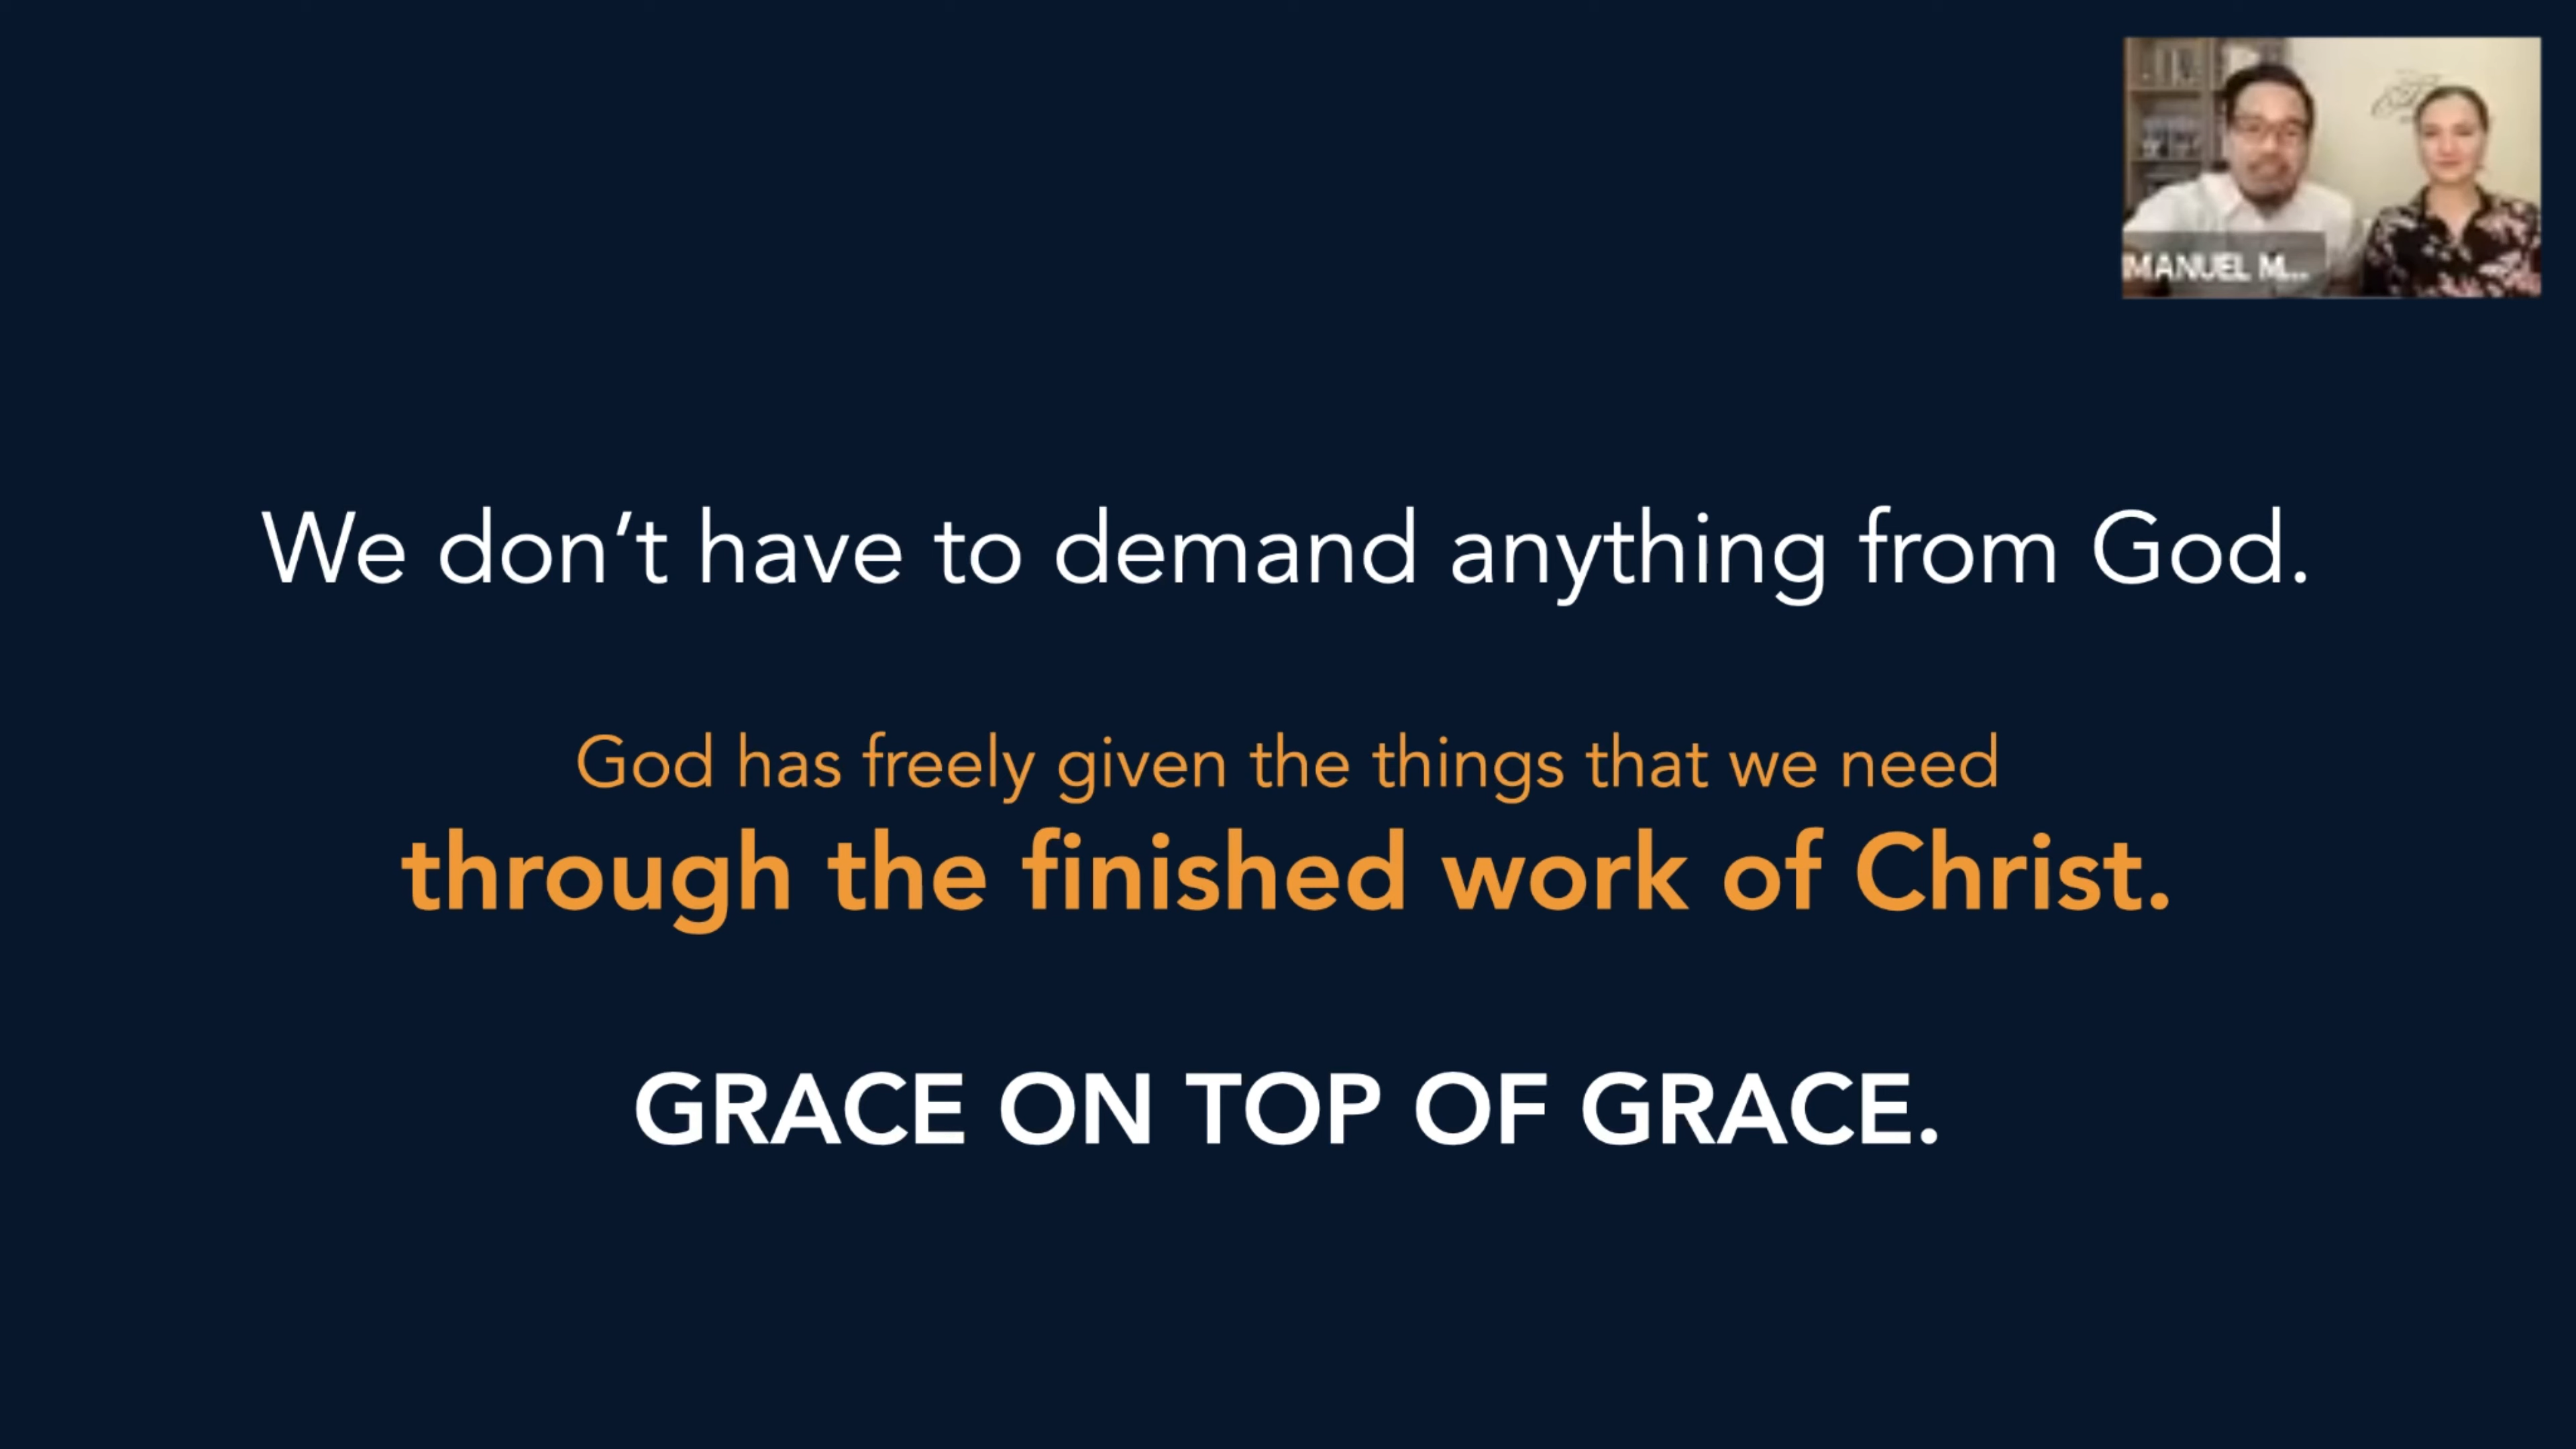 MANUEL M...
We don't have to demand anything from God.
God has freely given the things that we need
through the finished work of Christ.
GRACE ON TOP OF GRACE.